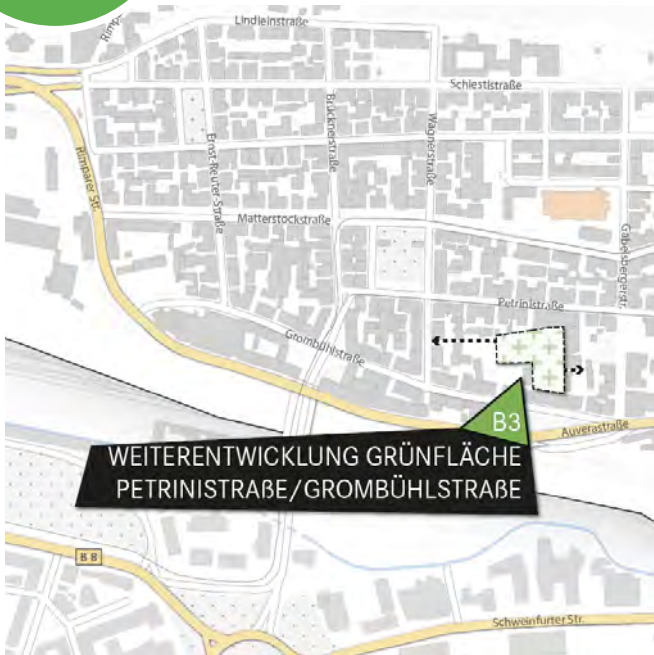 Lindleinstraße
Rimp.
Schiestlstraße
Brücknerstraße
Wagnerstraße
Ernst-Reuter-Straße
Rimparer Str.
Matterstockstraße
Gabelsbergerstr.
Petrinistraße
Grombühlstraße
B3
Auverastraße
WEITERENTWICKLUNG GRÜNFLÄCHE
PETRINISTRAßE/GROMBÜHLSTRAßE
B 8
Schweinfurter Str.